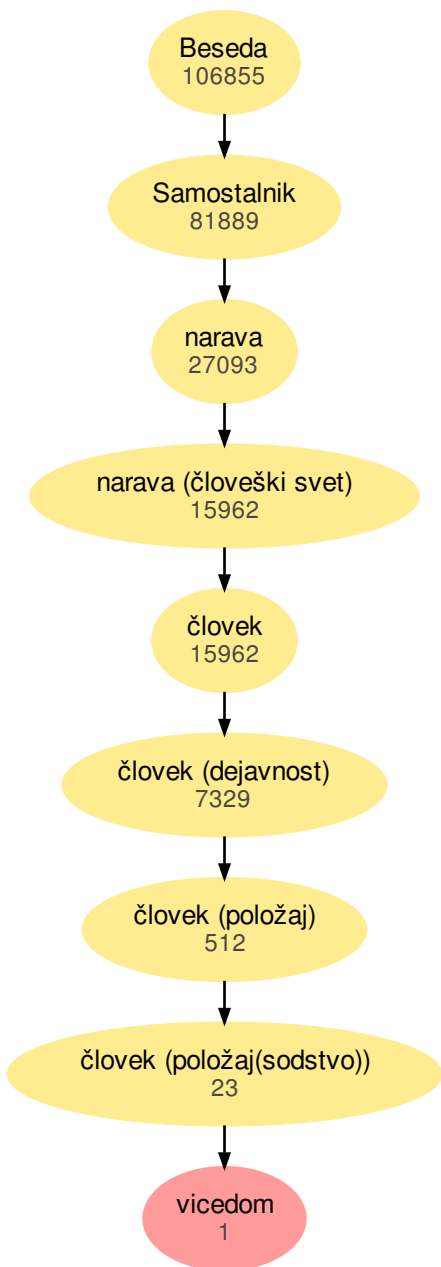 Beseda
106855
Samostalnik
81889
narava
27093
narava (človeški svet)
15962
človek
15962
človek (dejavnost)
7329
človek (položaj)
512
človek (položaj(sodstvo))
23
vicedom
1